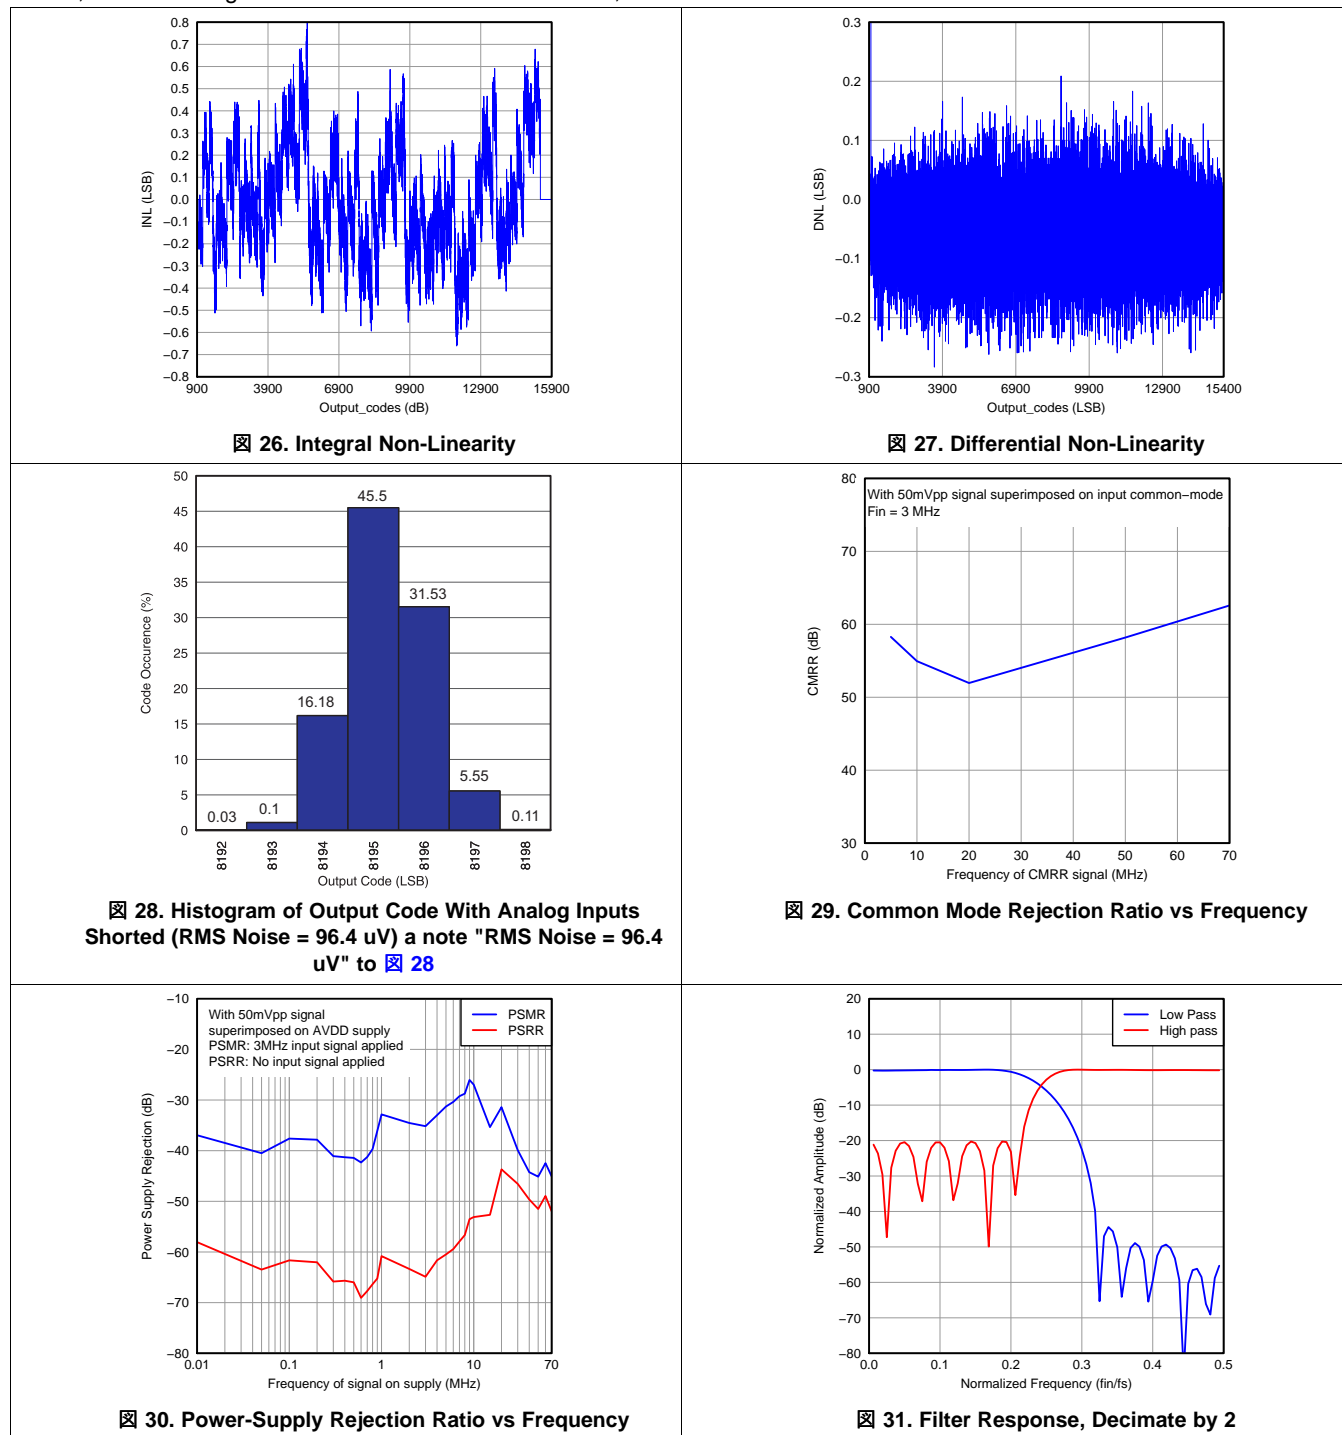 0.8
0.7
0.6
0.5
0.4
0.3
0.2
0.1
0.0
−0.1
−0.2
−0.3
−0.4
−0.5
−0.6
−0.7
−0.8
INL (LSB)
900 3900 6900 9900 12900 15900
Output_codes (dB)
図 26. Integral Non-Linearity
0.3
0.2
0.1
0.0
−0.1
−0.2
−0.3
DNL (LSB)
900 3900 6900 9900 12900 15400
Output_codes (LSB)
図 27. Differential Non-Linearity
50
45
40
35
30
25
20
15
10
5
0
Code Occurence (%)
0.03
0.1
16.18
45.5
31.53
5.55
0.11
8192 8193 8194 8195 8196 8197 8198
Output Code (LSB)
図 28. Histogram of Output Code With Analog Inputs
Shorted (RMS Noise = 96.4 uV) a note "RMS Noise = 96.4
uV" to 図 28
With 50mVpp signal superimposed on input common−mode
Fin = 3 MHz
80
70
60
50
40
30
CMRR (dB)
0 10 20 30 40 50 60 70
Frequency of CMRR signal (MHz)
図 29. Common Mode Rejection Ratio vs Frequency
With 50mVpp signal
superimposed on AVDD supply
PSMR: 3MHz input signal applied
PSRR: No input signal applied
PSMR
PSRR
−10
−20
−30
−40
−50
−60
−70
−80
Power Supply Rejection (dB)
0.01 0.1 1 10 70
Frequency of signal on supply (MHz)
図 30. Power-Supply Rejection Ratio vs Frequency
Low Pass
High pass
20
10
0
−10
−20
−30
−40
−50
−60
−70
−80
Normalized Amplitude (dB)
0.0 0.1 0.2 0.3 0.4 0.5
Normalized Frequency (fin/fs)
図 31. Filter Response, Decimate by 2